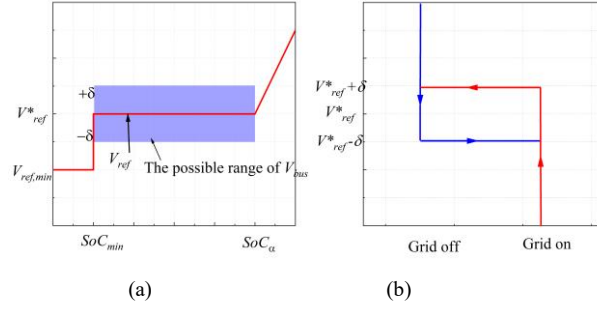 +δ
V*ref
−δ
Vref
The possible range of Vbus
Vref,min
SoCmin
SoCα
(a)
V*ref+δ
V*ref
V*ref-δ
Grid off
Grid on
(b)